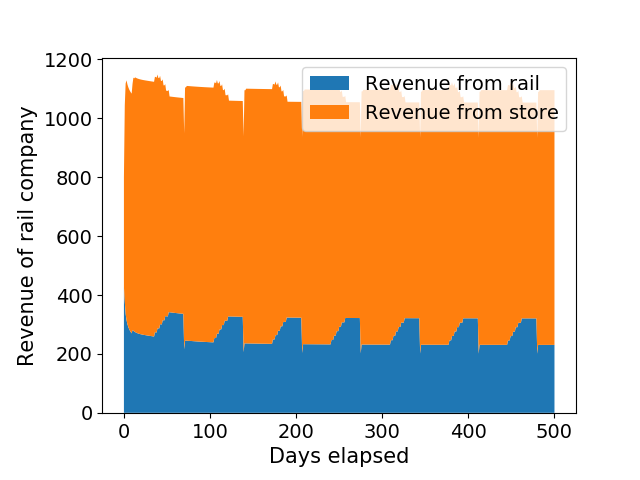 Revenue of rail company
1200
1000
800
600
400
200
0
Revenue from rail
Revenue from store
0 100 200 300 400 500
Days elapsed